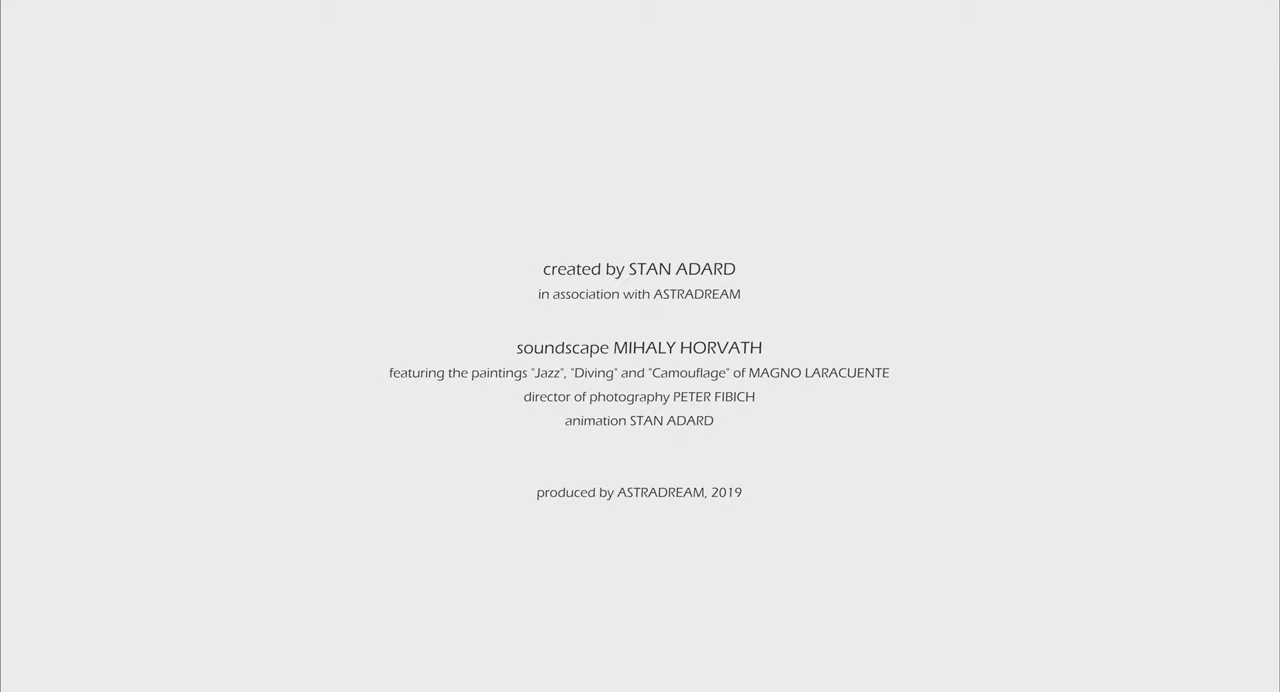 created by STAN ADARD
in association with ASTRADREAM
soundscape MIHALY HORVATH
featuring the paintings "Jazz", "Diving" and "Camouflage" of MAGNO LARACUENTE
director of photography PETER FIBICH
animation STAN ADARD
produced by ASTRADREAM, 2019